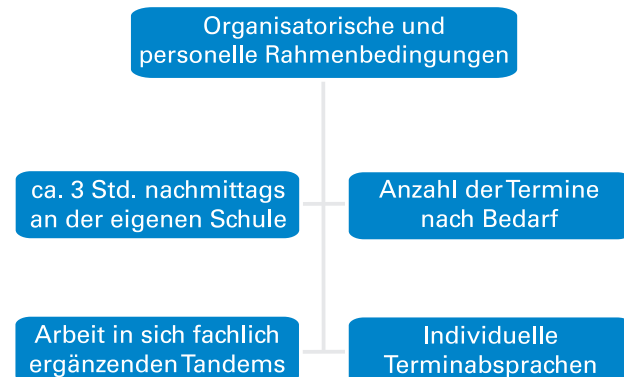 Organisatorische und
personelle Rahmenbedingungen
ca. 3 Std. nachmittags
an der eigenen Schule
Anzahl der Termine
nach Bedarf
Arbeit in sich fachlich
ergänzenden Tandems
Individuelle
Terminabsprachen